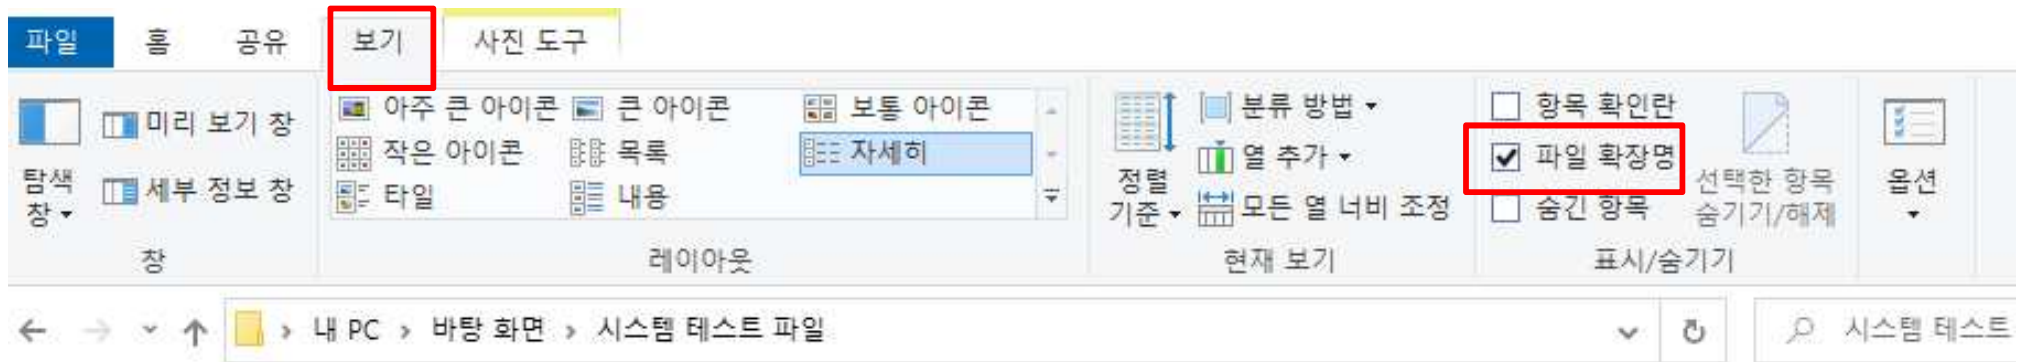 파일 홈 공유 보기 사진 도구
아주 큰 아이콘 큰 아이콘 보통 아이콘 분류 방법 항목 확인란
미리 보기 창
작은 아이콘 목록 자세히 열 추가 파일 확장명
탐색 창
세부 정보 창
타일 내용
정렬 기준
모든 열 너비 조정 숨긴 항목
선택한 항목 숨기기/해제
옵션
창 레이아웃 현재 보기 표시/숨기기
내 PC > 바탕 화면 > 시스템 테스트 파일 시스템 테스트